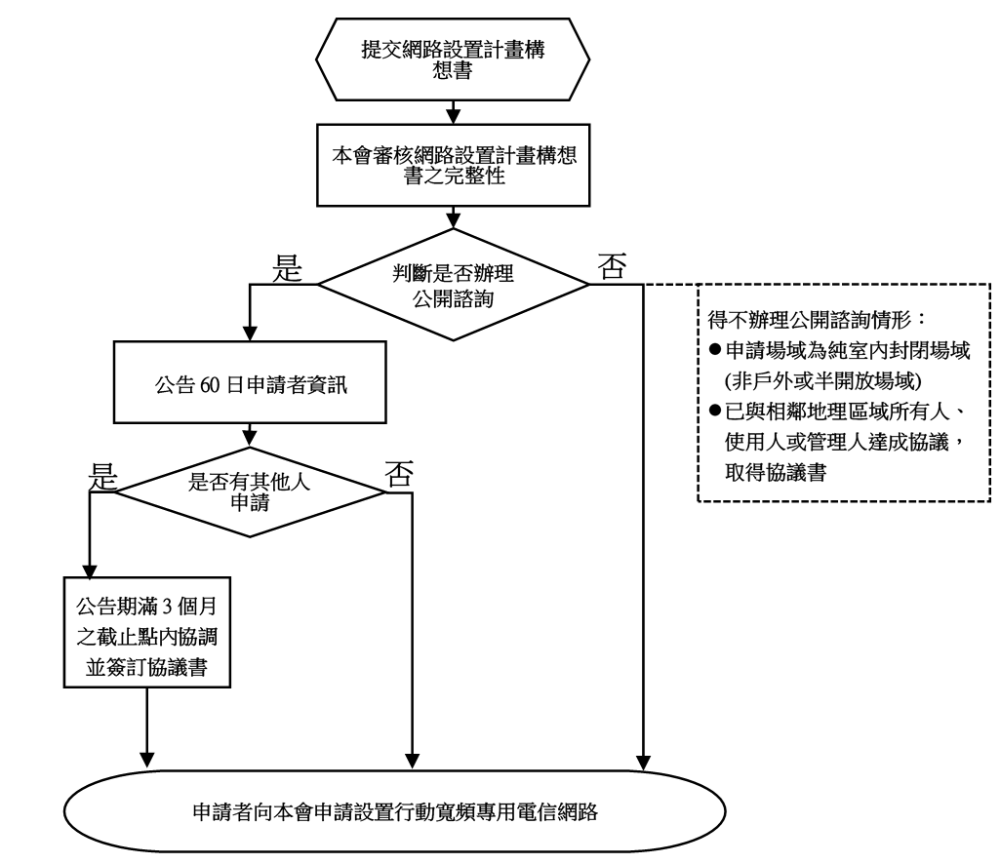 提交網路設置計畫構
想書
本會審核網路設置計畫構想
書之完整性
是
判斷是否辦理
公開諮詢
否
得不辦理公開諮詢情形：
●申請場域為純室內封閉場域
(非戶外或半開放場域)
●已與相鄰地理區域所有人、
使用人或管理人達成協議，
取得協議書
公告 60 日申請者資訊
是
是否有其他人
申請
否
公告期滿 3 個月
之截止點內協調
並簽訂協議書
申請者向本會申請設置行動寬頻專用電信網路